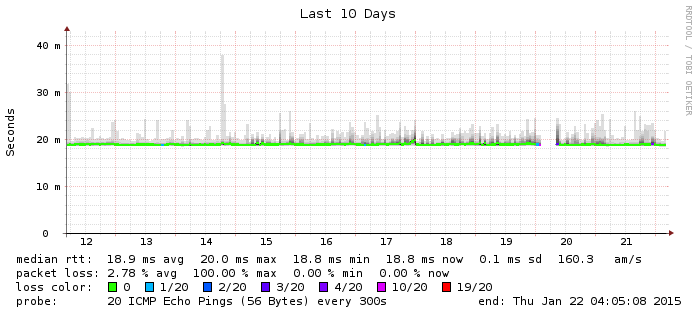 Last 10 Days
RRDTOOL / TOBI OETIKER
Seconds
40 m
30 m
20 m
10 m
0
12 13 14 15 16 17 18 19 20 21
median rtt: 18.9 ms avg 20.0 ms max 18.8 ms min 18.8 ms now 0.1 ms sd 160.3 am/s
packet loss: 2.78 % avg 100.00 % max 0.00 % min 0.00 % now
loss color: 0 1/20 2/20 3/20 4/20 10/20 19/20
probe: 20 ICMP Echo Pings (56 Bytes) every 300s end: Thu Jan 22 04:05:08 2015